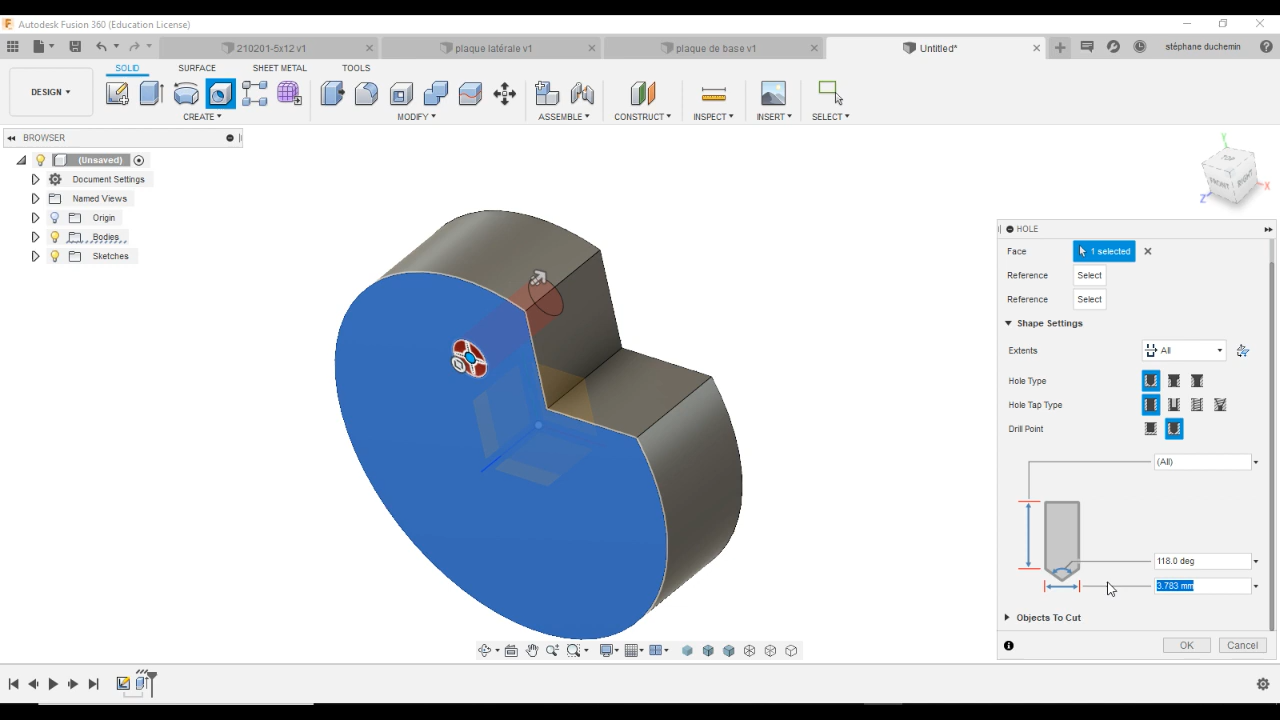 Autodesk Fusion 360 (Education License)
210201-5x12 v1
plaque latérale v1
plaque de base v1
Untitled*
stéphane duchemin
SOLID
SURFACE
SHEET METAL
TOOLS
DESIGN
CREATE
MODIFY
ASSEMBLE
CONSTRUCT
INSPECT
INSERT
SELECT
BROWSER
(Unsaved)
Document Settings
Named Views
Origin
Bodies
Sketches
FRONT
RIGHT
X
Y
Z
HOLE
Face
1 selected
Reference
Select
Reference
Select
Shape Settings
Extents
All
Hole Type
Hole Tap Type
Drill Point
(All)
118.0 deg
3.783 mm
Objects To Cut
OK
Cancel